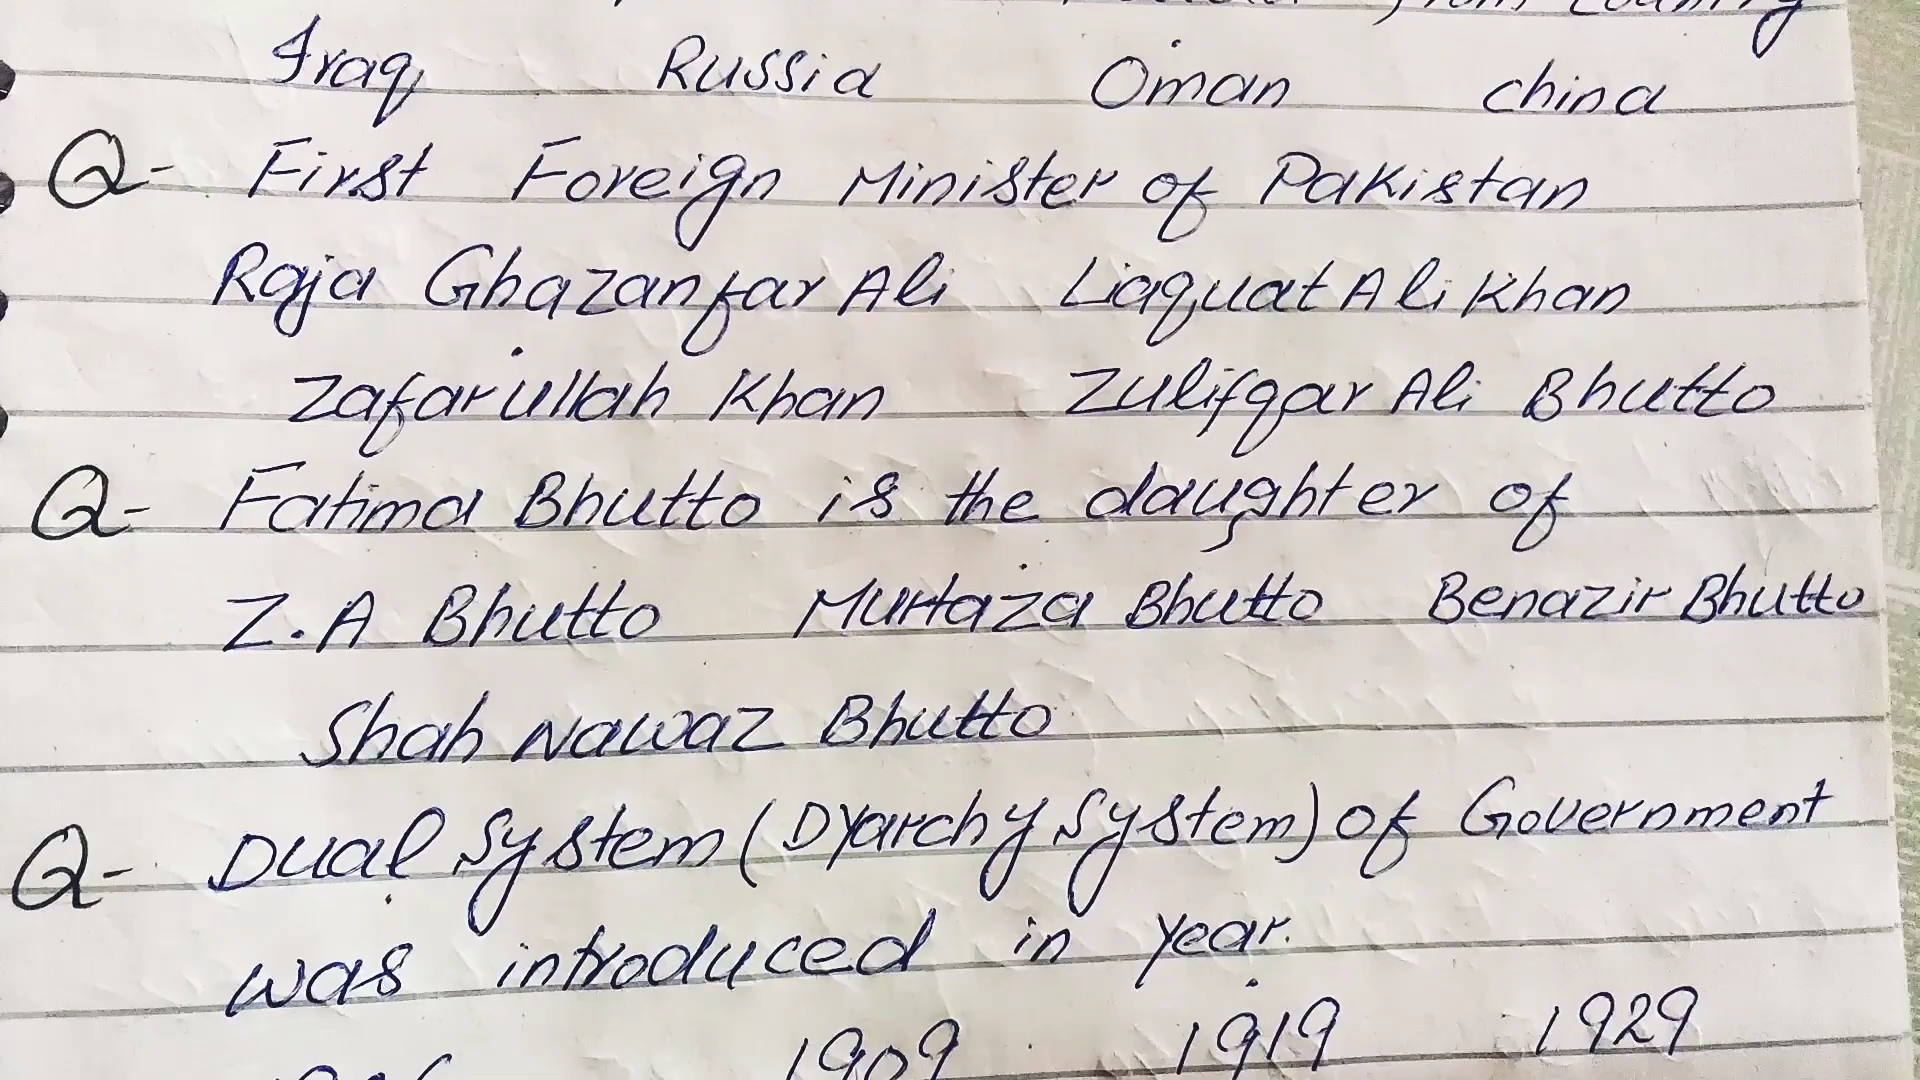 from Country
Iraq Russia Oman china
Q- First Foreign Minister of Pakistan
Raja Ghazanfar Ali Liaquat Ali Khan
Zafarullah Khan Zulifqar Ali Bhutto
Q- Fatima Bhutto is the daughter of
Z.A Bhutto Murtaza Bhutto Benazir Bhutto
Shah Nawaz Bhutto
Q- Dual System (Dyarchy System) of Government
was introduced in year.
1909 1919 1929